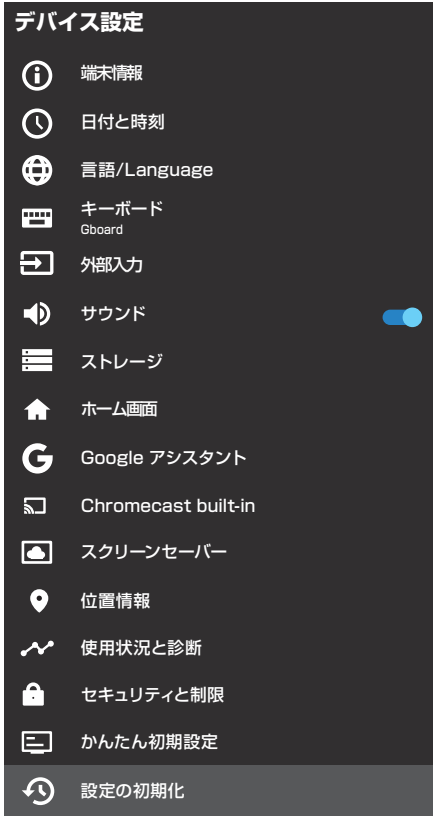 デバイス設定
端末情報
日付と時刻
言語/Language
キーボード
Gboard
外部入力
サウンド
ストレージ
ホーム画面
Google アシスタント
Chromecast built-in
スクリーンセーバー
位置情報
使用状況と診断
セキュリティと制限
かんたん初期設定
設定の初期化